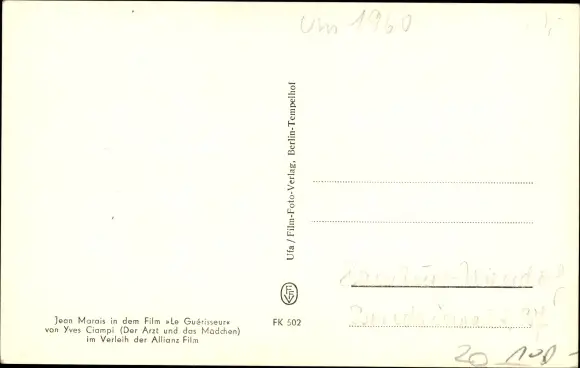 um 1960
Ufa / Film-Foto-Verlag, Berlin-Tempelhof
Jean Marais in dem Film »Le Guérisseur«
von Yves Ciampi (Der Arzt und das Mädchen)
im Verleih der Allianz Film
FK 502
20